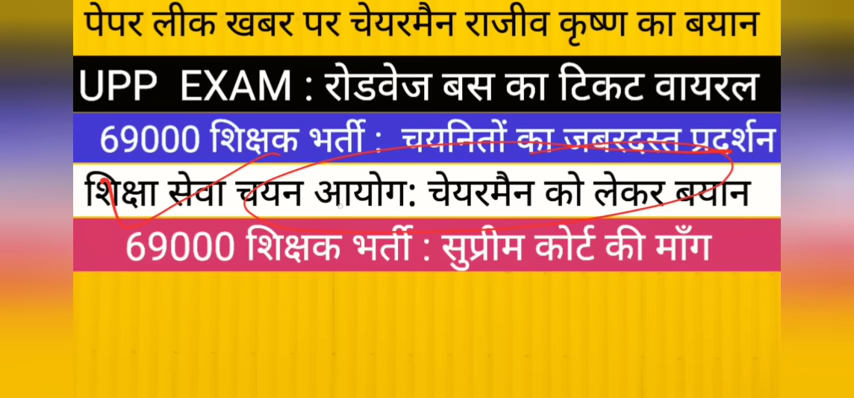 पेपर लीक खबर पर चेयरमैन राजीव कृष्ण का बयान
UPP EXAM : रोडवेज बस का टिकट वायरल
69000 शिक्षक भर्ती : चयनितों का जबरदस्त प्रदर्शन
शिक्षा सेवा चयन आयोग: चेयरमैन को लेकर बयान
69000 शिक्षक भर्ती : सुप्रीम कोर्ट की माँग